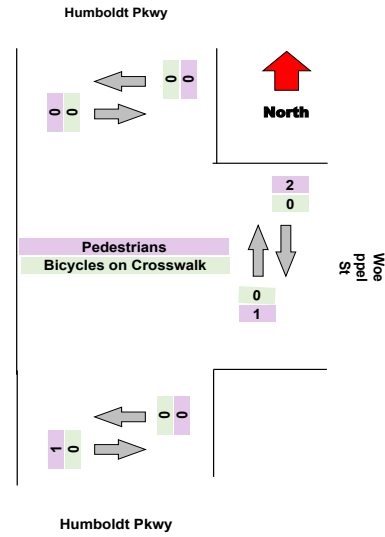 Humboldt Pkwy
0 0
0 0
North
2
0
Pedestrians
Bicycles on Crosswalk
Woe
ppel
St
0
1
0 0
1 0
Humboldt Pkwy